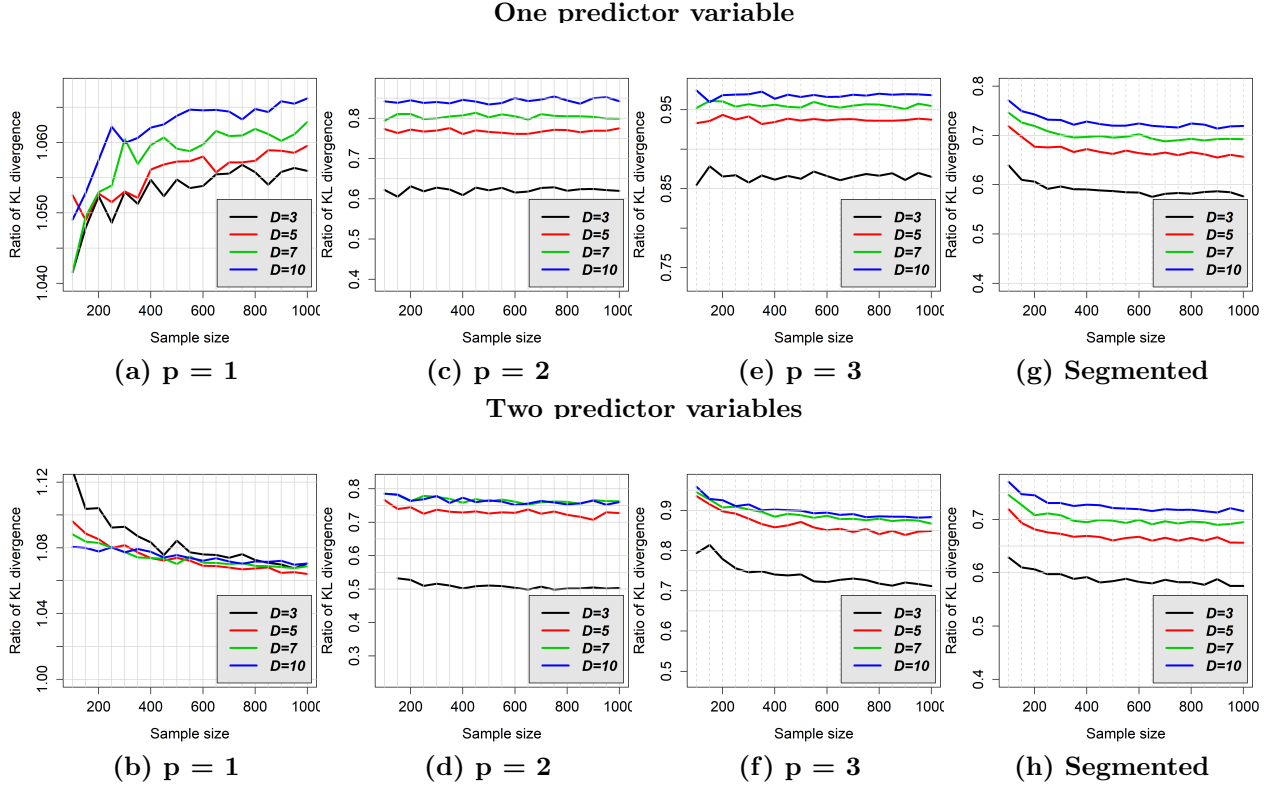 One predictor variable
Ratio of KL divergence
1.040 1.050 1.060
D=3
D=5
D=7
D=10
200 400 600 800 1000
Sample size
(a) p = 1
Ratio of KL divergence
0.4 0.5 0.6 0.7 0.8
D=3
D=5
D=7
D=10
200 400 600 800 1000
Sample size
(c) p = 2
Ratio of KL divergence
0.75 0.85 0.95
D=3
D=5
D=7
D=10
200 400 600 800 1000
Sample size
(e) p = 3
Ratio of KL divergence
0.4 0.5 0.6 0.7 0.8
D=3
D=5
D=7
D=10
200 400 600 800 1000
Sample size
(g) Segmented
Two predictor variables
Ratio of KL divergence
1.00 1.04 1.08 1.12
D=3
D=5
D=7
D=10
200 400 600 800 1000
Sample size
(b) p = 1
Ratio of KL divergence
0.3 0.4 0.5 0.6 0.7 0.8
D=3
D=5
D=7
D=10
200 400 600 800 1000
Sample size
(d) p = 2
Ratio of KL divergence
0.5 0.6 0.7 0.8 0.9
D=3
D=5
D=7
D=10
200 400 600 800 1000
Sample size
(f) p = 3
Ratio of KL divergence
0.4 0.6 0.7
D=3
D=5
D=7
D=10
200 400 600 800 1000
Sample size
(h) Segmented